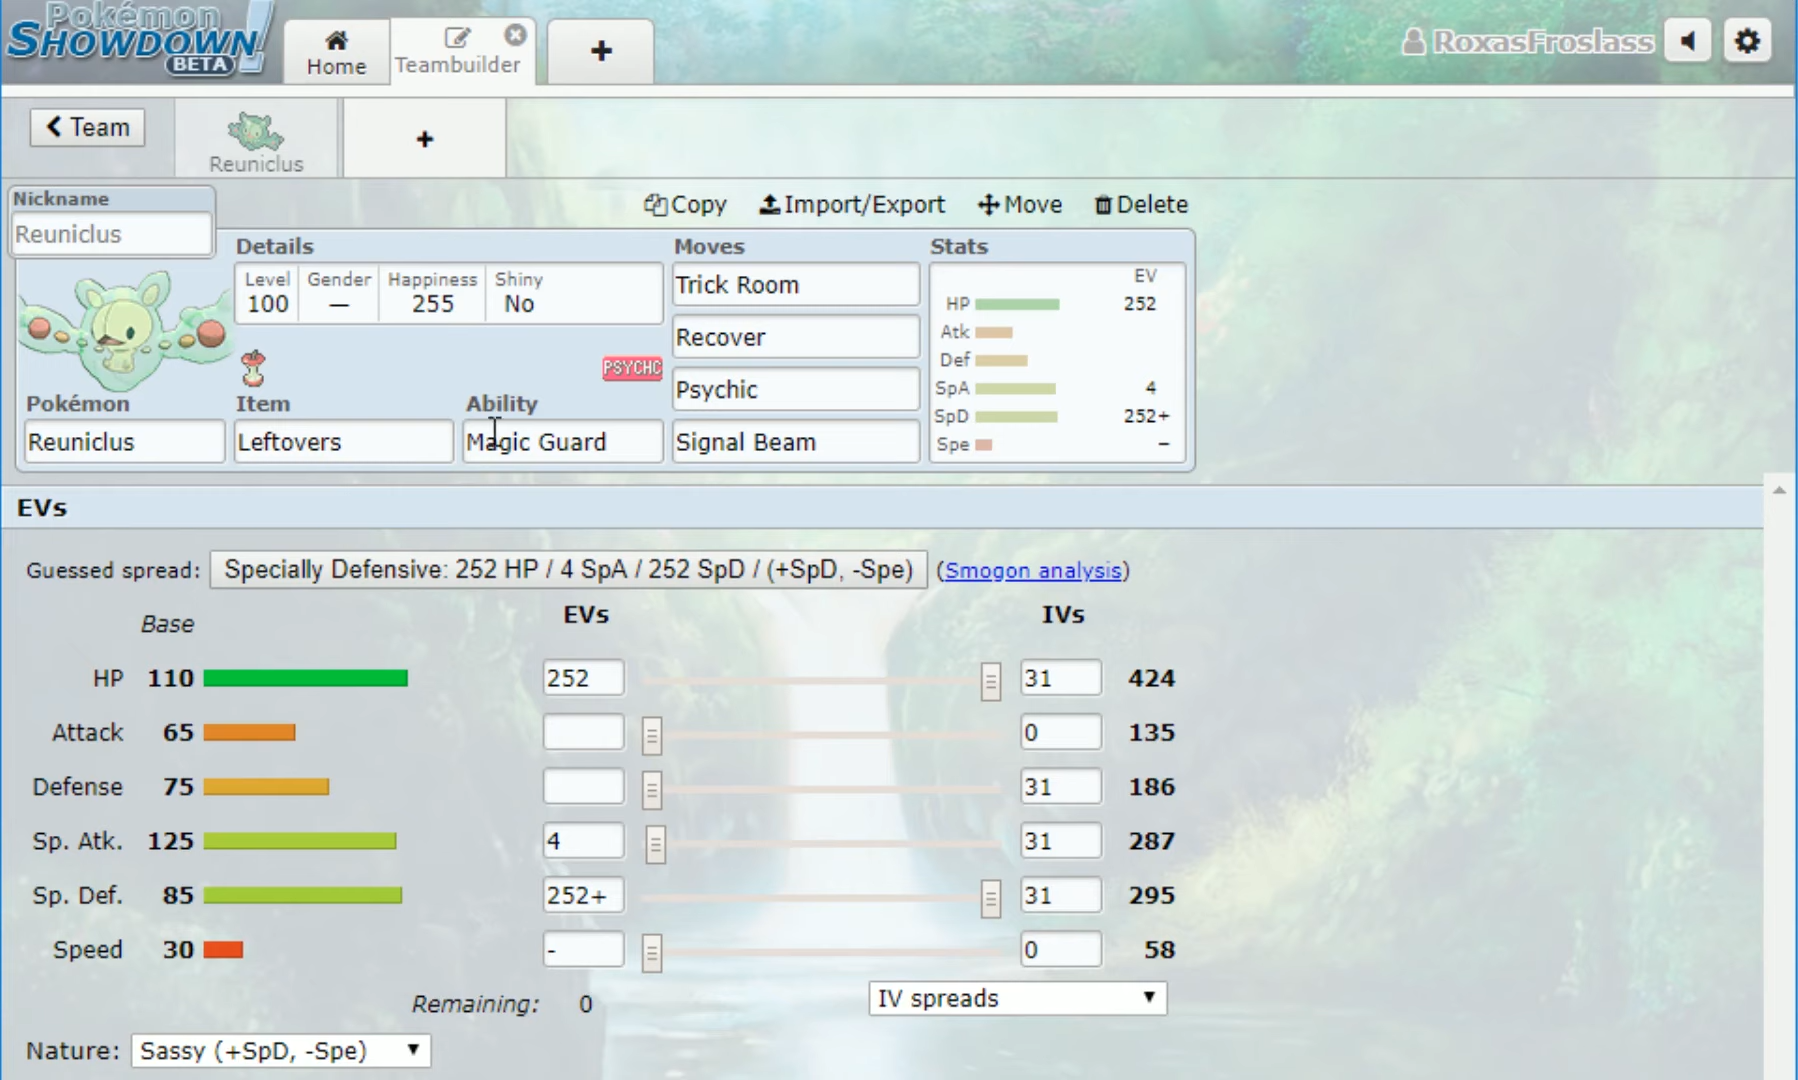 Pokémon
SHOWDOWN!
BETA
Home
Teambuilder
+
RoxasFroslass
Team
Reuniclus
+
Nickname
Reuniclus
Copy
Import/Export
Move
Delete
Details
Level
100
Gender
—
Happiness
255
Shiny
No
PSYCHC
Pokémon
Reuniclus
Item
Leftovers
Ability
Magic Guard
Moves
Trick Room
Recover
Psychic
Signal Beam
Stats
EV
HP 252
Atk
Def
SpA 4
SpD 252+
Spe −
EVs
Guessed spread: Specially Defensive: 252 HP / 4 SpA / 252 SpD / (+SpD, -Spe) (Smogon analysis)
Base EVs IVs
HP 110 252 31 424
Attack 65 0 135
Defense 75 31 186
Sp. Atk. 125 4 31 287
Sp. Def. 85 252+ 31 295
Speed 30 - 0 58
Remaining: 0 IV spreads
Nature: Sassy (+SpD, -Spe)